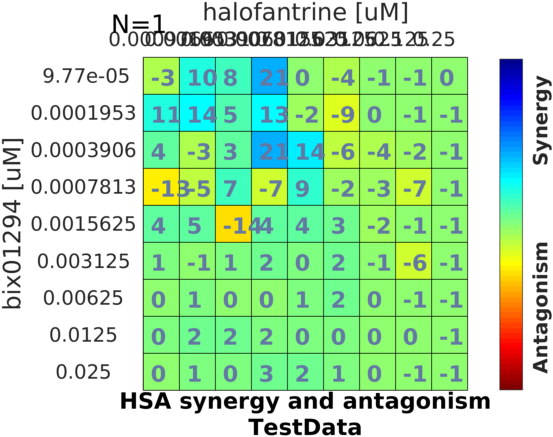 halofantrine [uM]
N=1
9.77e-05 -3 10 8 21 0 -4 -1 -1 0
0.0001953 11 14 5 13 -2 -9 0 -1 -1
0.0003906 4 -3 3 21 14 -6 -4 -2 -1
0.0007813 -13 -5 7 -7 9 -2 -3 -7 -1
0.0015625 4 5 -14 4 4 3 -2 -1 -1
0.003125 1 -1 1 2 0 2 -1 -6 -1
0.00625 0 1 0 0 1 2 0 -1 -1
0.0125 0 2 2 2 0 0 0 0 -1
0.025 0 1 0 3 2 1 0 -1 -1
bix01294 [uM]
Synergy
Antagonism
HSA synergy and antagonism
TestData